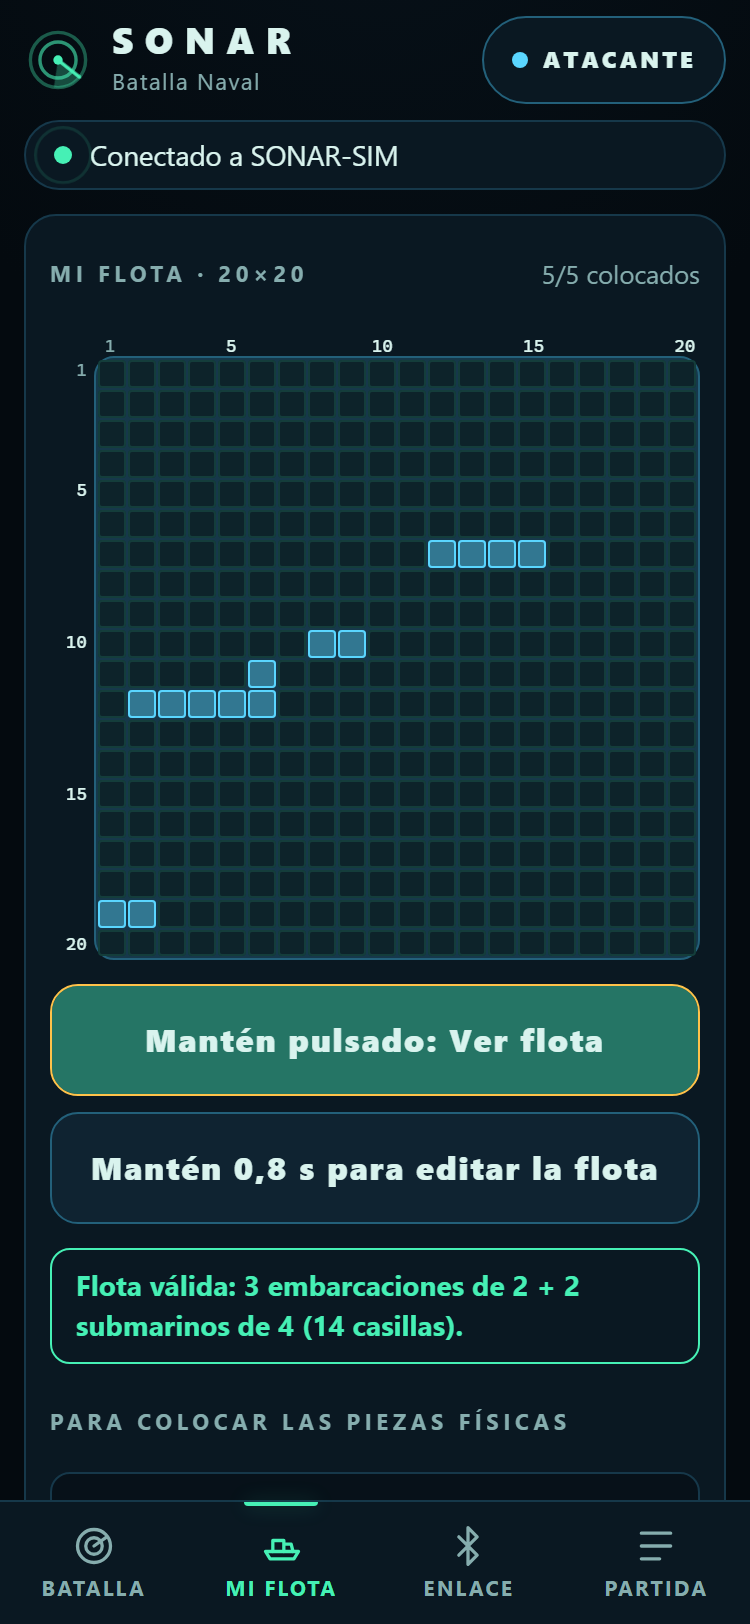 SONAR
Batalla Naval
ATACANTE
Conectado a SONAR-SIM
MI FLOTA · 20×20
5/5 colocados
1 5 10 15 20
1
5
10
15
20
Mantén pulsado: Ver flota
Mantén 0,8 s para editar la flota
Flota válida: 3 embarcaciones de 2 + 2
submarinos de 4 (14 casillas).
PARA COLOCAR LAS PIEZAS FÍSICAS
BATALLA
MI FLOTA
ENLACE
PARTIDA